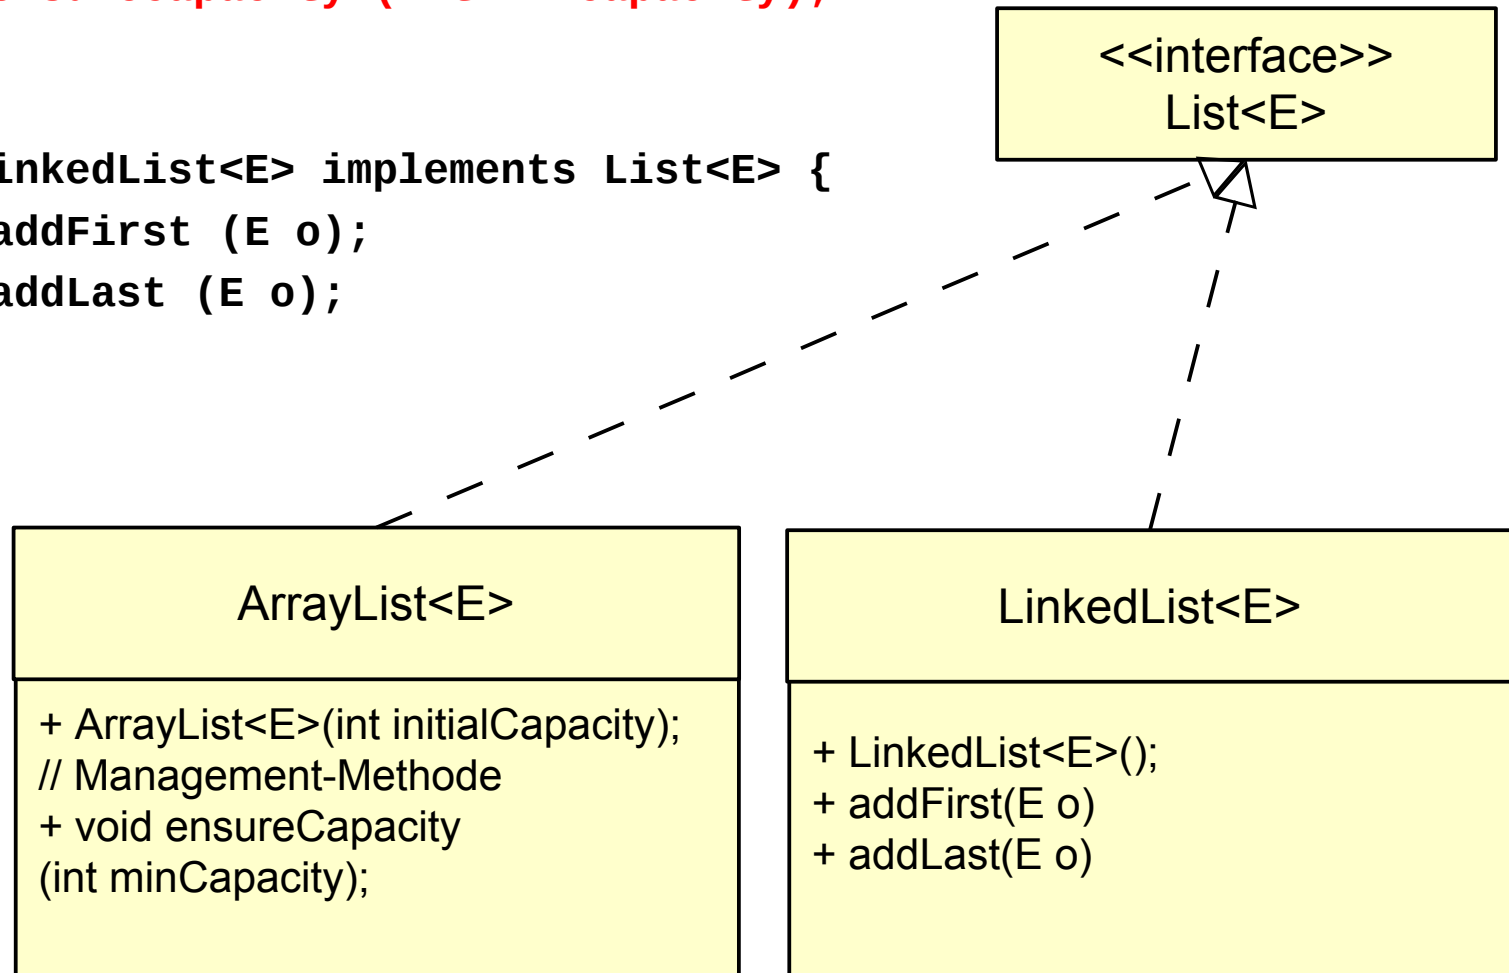 <<interface>>
List<E>
inkedList<E> implements List<E> {
addFirst (E o);
addLast (E o);
ArrayList<E>
+ ArrayList<E>(int initialCapacity);
// Management-Methode
+ void ensureCapacity
(int minCapacity);
LinkedList<E>
+ LinkedList<E>();
+ addFirst(E o)
+ addLast(E o)